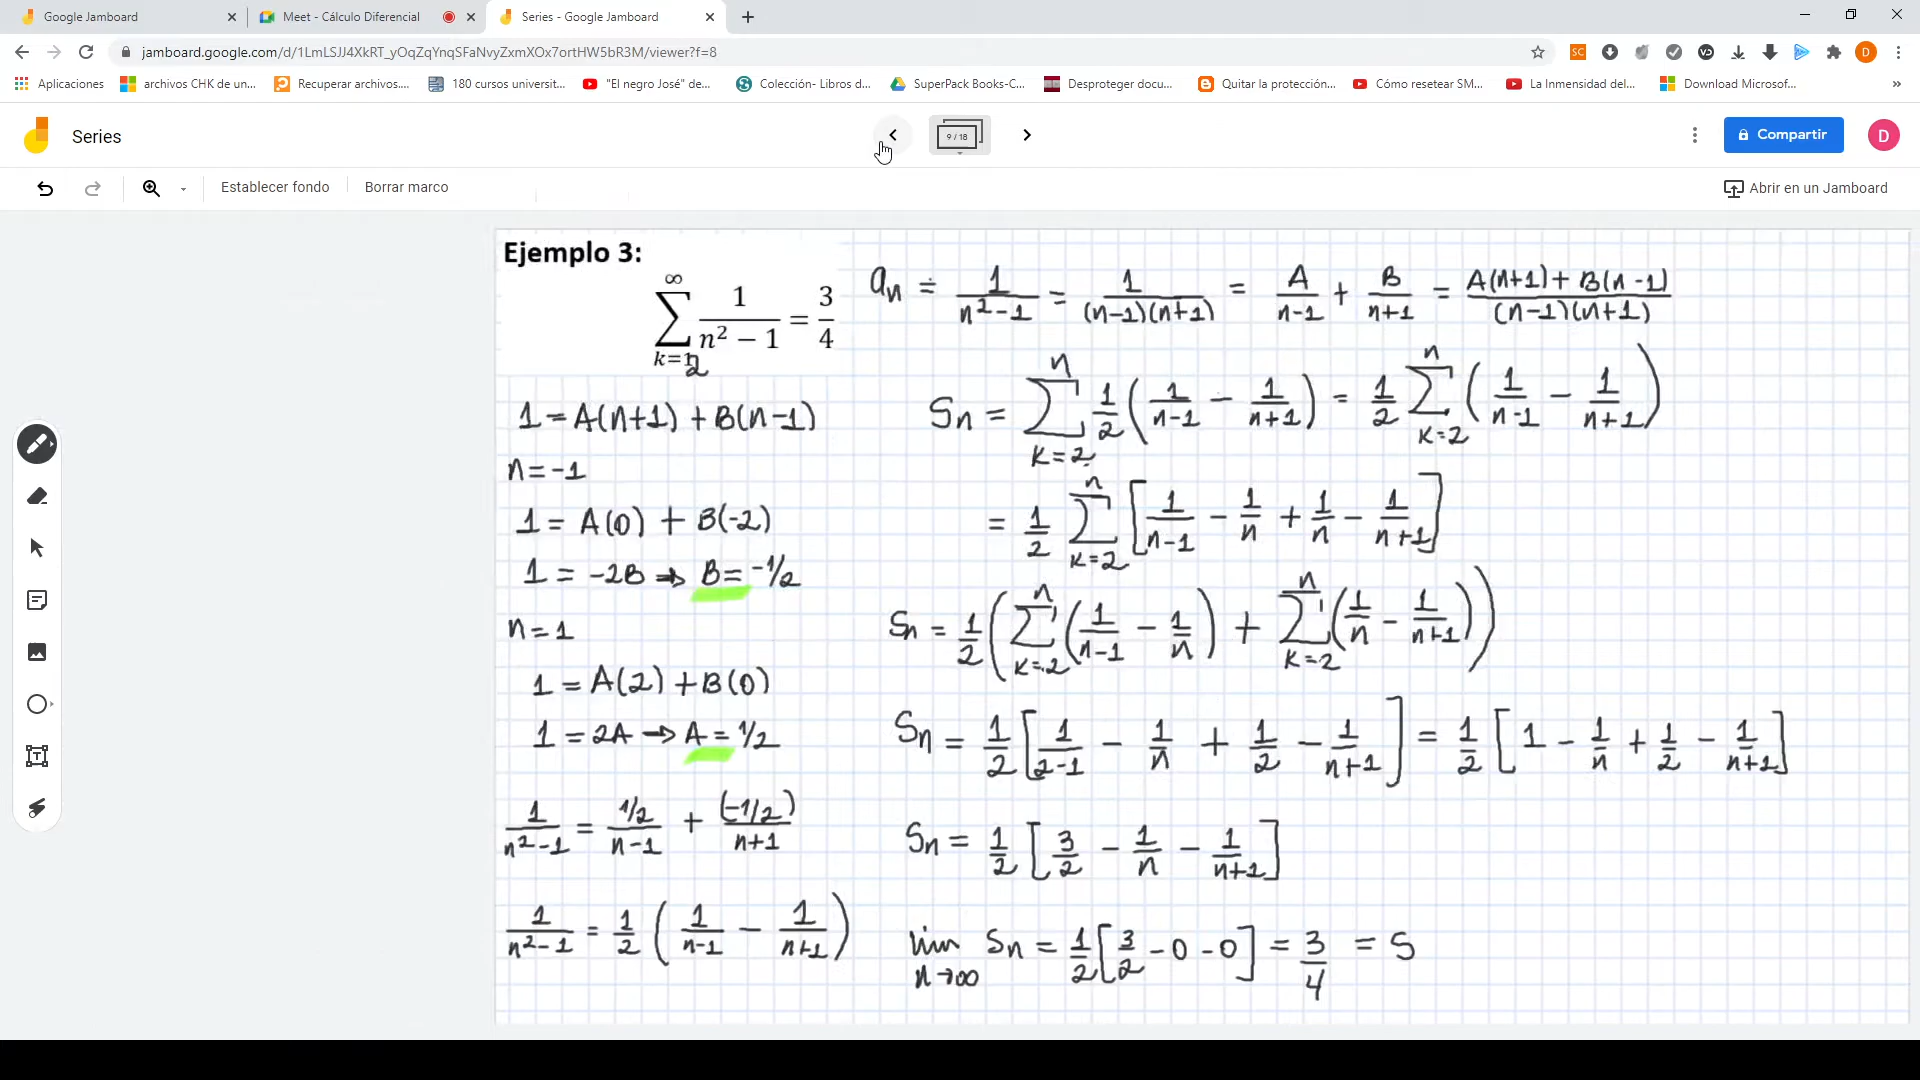 Google Jamboard
Meet - Cálculo Diferencial
Series - Google Jamboard
jamboard.google.com/d/1LmLSJJ4XkRT_yOqZqYnqSFaNvyZxmXOx7ortHW5bR3M/viewer?f=8
SC
D
Aplicaciones
archivos CHK de un...
Recuperar archivos....
180 cursos universit...
"El negro José" de...
Colección- Libros d...
SuperPack Books-C...
Desproteger docu...
Quitar la protección...
Cómo resetear SM...
La Inmensidad del...
Download Microsof...
»
Series
9 / 18
Compartir
D
Establecer fondo
Borrar marco
Abrir en un Jamboard
Ejemplo 3:
∑_{k=12}^{∞} 1/(n² − 1) = 3/4
1 = A(n+1) + B(n-1)
n = -1
1 = A(0) + B(-2)
1 = -2B → B = -1/2
n = 1
1 = A(2) + B(0)
1 = 2A → A = 1/2
1/(n²-1) = (1/2)/(n-1) + (-1/2)/(n+1)
1/(n²-1) = 1/2 (1/(n-1) - 1/(n+1))
an = 1/(n²-1) = 1/((n-1)(n+1)) = A/(n-1) + B/(n+1) = (A(n+1) + B(n-1))/((n-1)(n+1))
Sn = ∑_{k=2}^{n} 1/2 (1/(n-1) - 1/(n+1)) = 1/2 ∑_{k=2}^{n} (1/(n-1) - 1/(n+1))
= 1/2 ∑_{k=2}^{n} [1/(n-1) - 1/n + 1/n - 1/(n+1)]
Sn = 1/2 (∑_{k=2}^{n} (1/(n-1) - 1/n) + ∑_{k=2}^{n} (1/n - 1/(n+1)))
Sn = 1/2 [1/(2-1) - 1/n + 1/2 - 1/(n+1)] = 1/2 [1 - 1/n + 1/2 - 1/(n+1)]
Sn = 1/2 [3/2 - 1/n - 1/(n+1)]
lim_{n→∞} Sn = 1/2 [3/2 - 0 - 0] = 3/4 = S